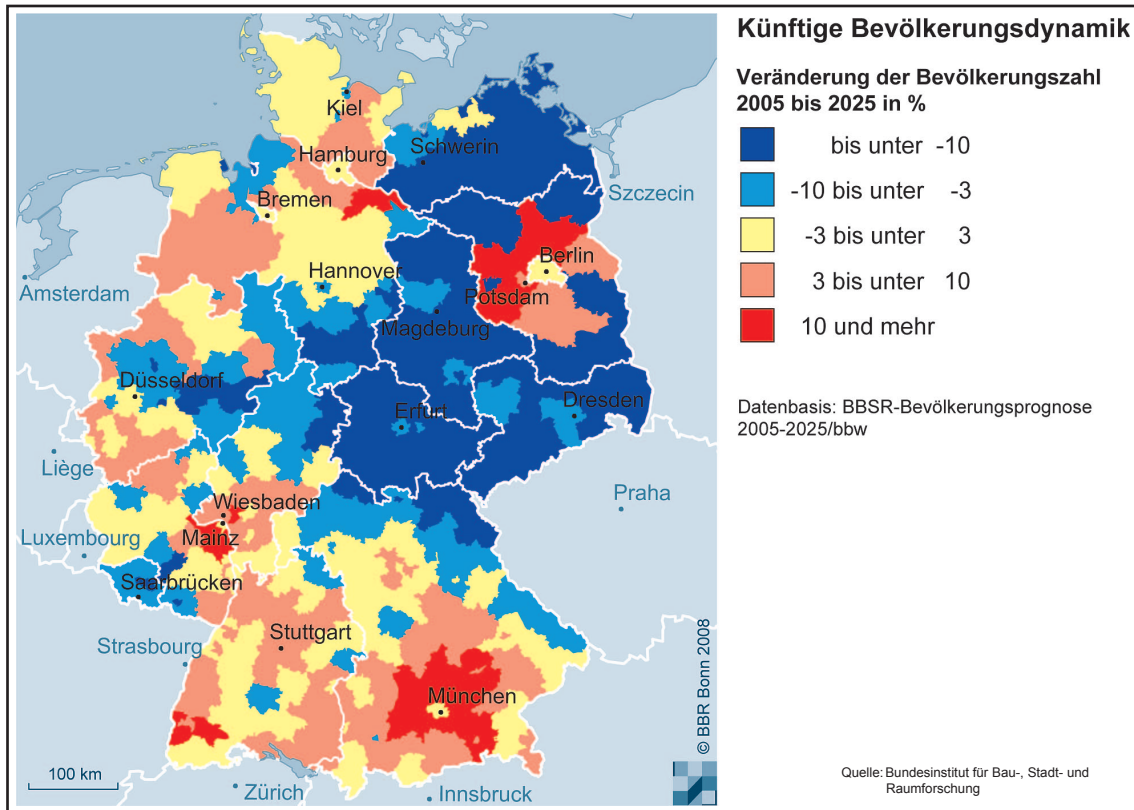 Künftige Bevölkerungsdynamik
Veränderung der Bevölkerungszahl
2005 bis 2025 in %
bis unter -10
-10 bis unter -3
-3 bis unter 3
3 bis unter 10
10 und mehr
Datenbasis: BBSR-Bevölkerungsprognose
2005-2025/bbw
Quelle: Bundesinstitut für Bau-, Stadt- und
Raumforschung
Kiel
Hamburg
Schwerin
Szczecin
Bremen
Berlin
Hannover
Amsterdam
Potsdam
Magdeburg
Düsseldorf
Dresden
Erfurt
Liège
Wiesbaden
Praha
Mainz
Luxembourg
Saarbrücken
Stuttgart
Strasbourg
München
100 km
Zürich
Innsbruck
© BBR Bonn 2008